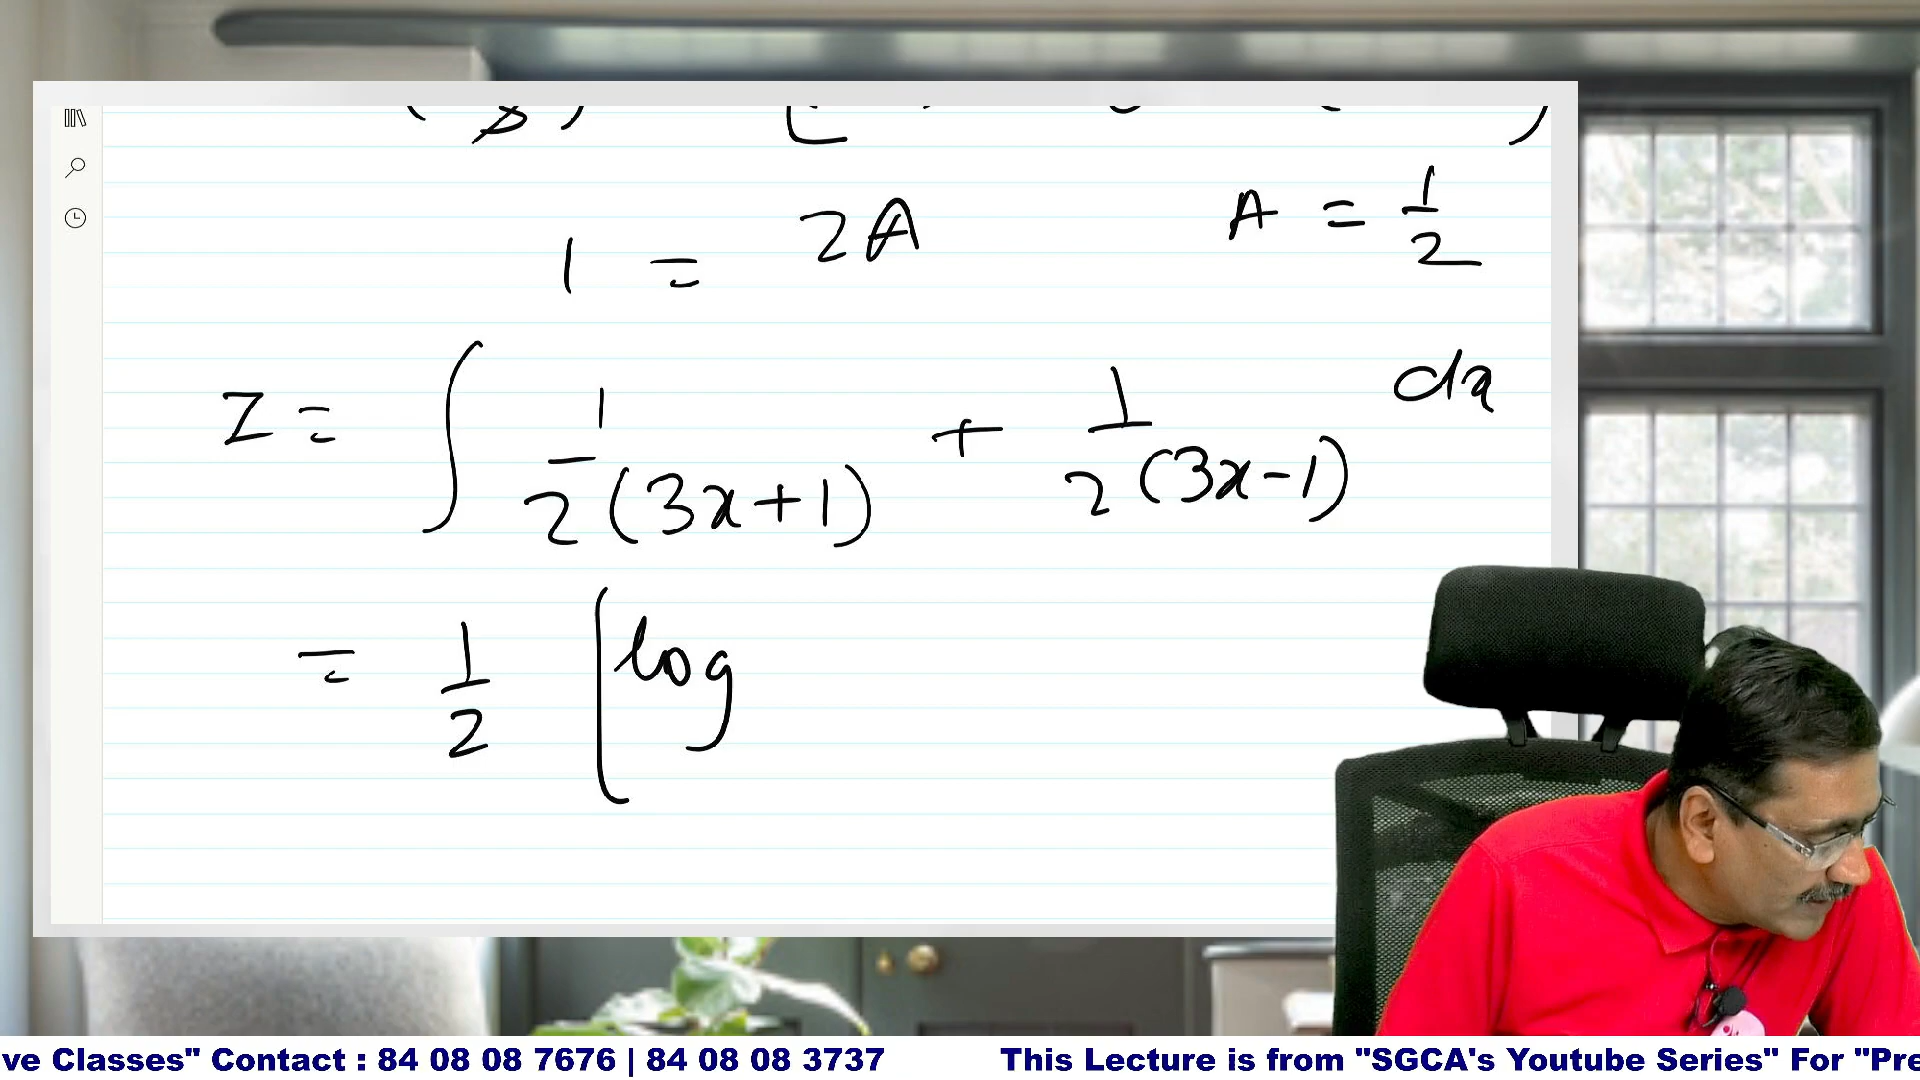 1 = 2A A = 1/2
I = ∫ 1/2(3x+1) + 1/2(3x-1) dx
= 1/2 [log
ve Classes" Contact : 84 08 08 7676 | 84 08 08 3737 This Lecture is from "SGCA's Youtube Series" For "Pre